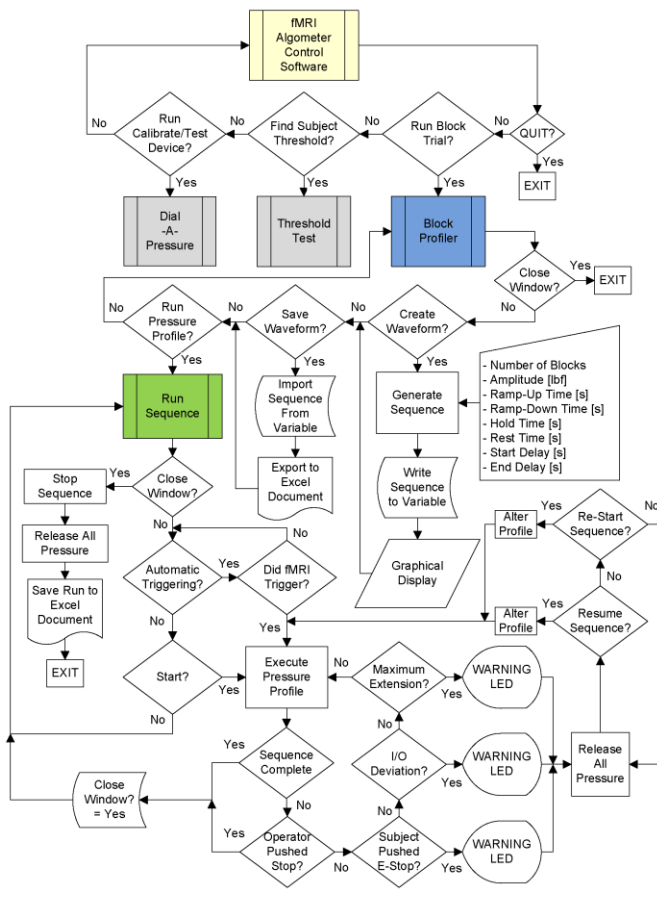 fMRI
Algometer
Control
Software
No
Run
Calibrate/Test
Device?
No
Find Subject
Threshold?
No
Run Block
Trial?
No
QUIT?
Yes
Yes
Yes
Yes
EXIT
Dial
-A-
Pressure
Threshold
Test
Block
Profiler
Close
Window?
Yes
EXIT
No
No
Run
Pressure
Profile?
No
Save
Waveform?
No
Create
Waveform?
No
Yes
Yes
Yes
Run
Sequence
Import
Sequence
From
Variable
Generate
Sequence
- Number of Blocks
- Amplitude [lbf]
- Ramp-Up Time [s]
- Ramp-Down Time [s]
- Hold Time [s]
- Rest Time [s]
- Start Delay [s]
- End Delay [s]
Stop
Sequence
Yes
Close
Window?
Export to
Excel
Document
Write
Sequence
to Variable
No
No
Release All
Pressure
Alter
Profile
Yes
Re-Start
Sequence?
No
Automatic
Triggering?
Yes
Did fMRI
Trigger?
Graphical
Display
No
Save Run to
Excel
Document
No
Yes
Alter
Profile
Yes
Resume
Sequence?
EXIT
Start?
Yes
Execute
Pressure
Profile
No
Maximum
Extension?
Yes
WARNING
LED
No
No
Yes
Sequence
Complete
I/O
Deviation?
Yes
WARNING
LED
Release
All
Pressure
Close
Window?
= Yes
No
No
Yes
Operator
Pushed
Stop?
No
Subject
Pushed
E-Stop?
Yes
WARNING
LED